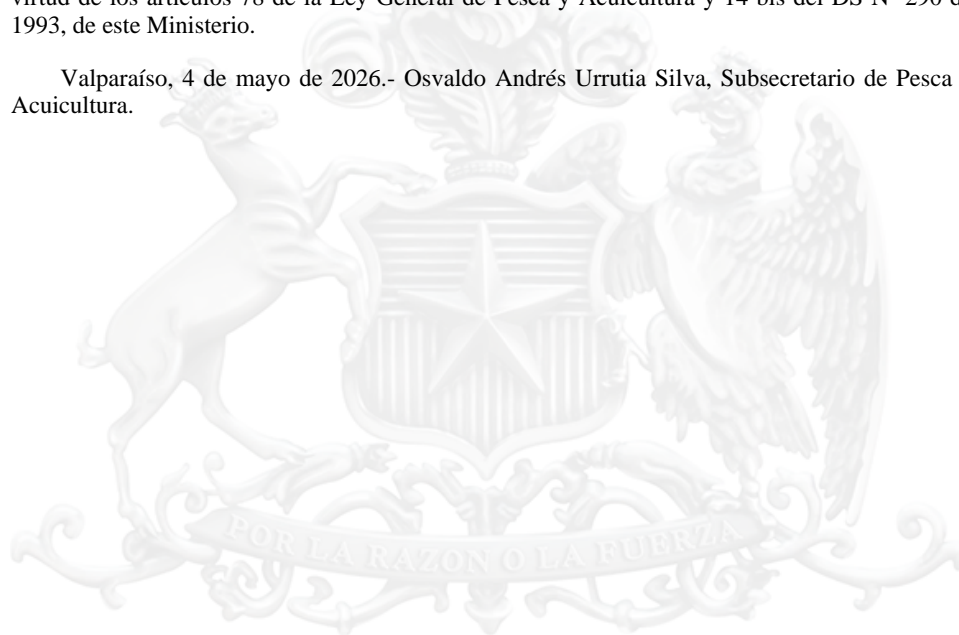 virtud de los artículos 78 de la Ley General de Pesca y Acuicultura y 14 bis del DS N° 290 d
1993, de este Ministerio.
Valparaíso, 4 de mayo de 2026.- Osvaldo Andrés Urrutia Silva, Subsecretario de Pesca
Acuicultura.
POR LA RAZON O LA FUERZA